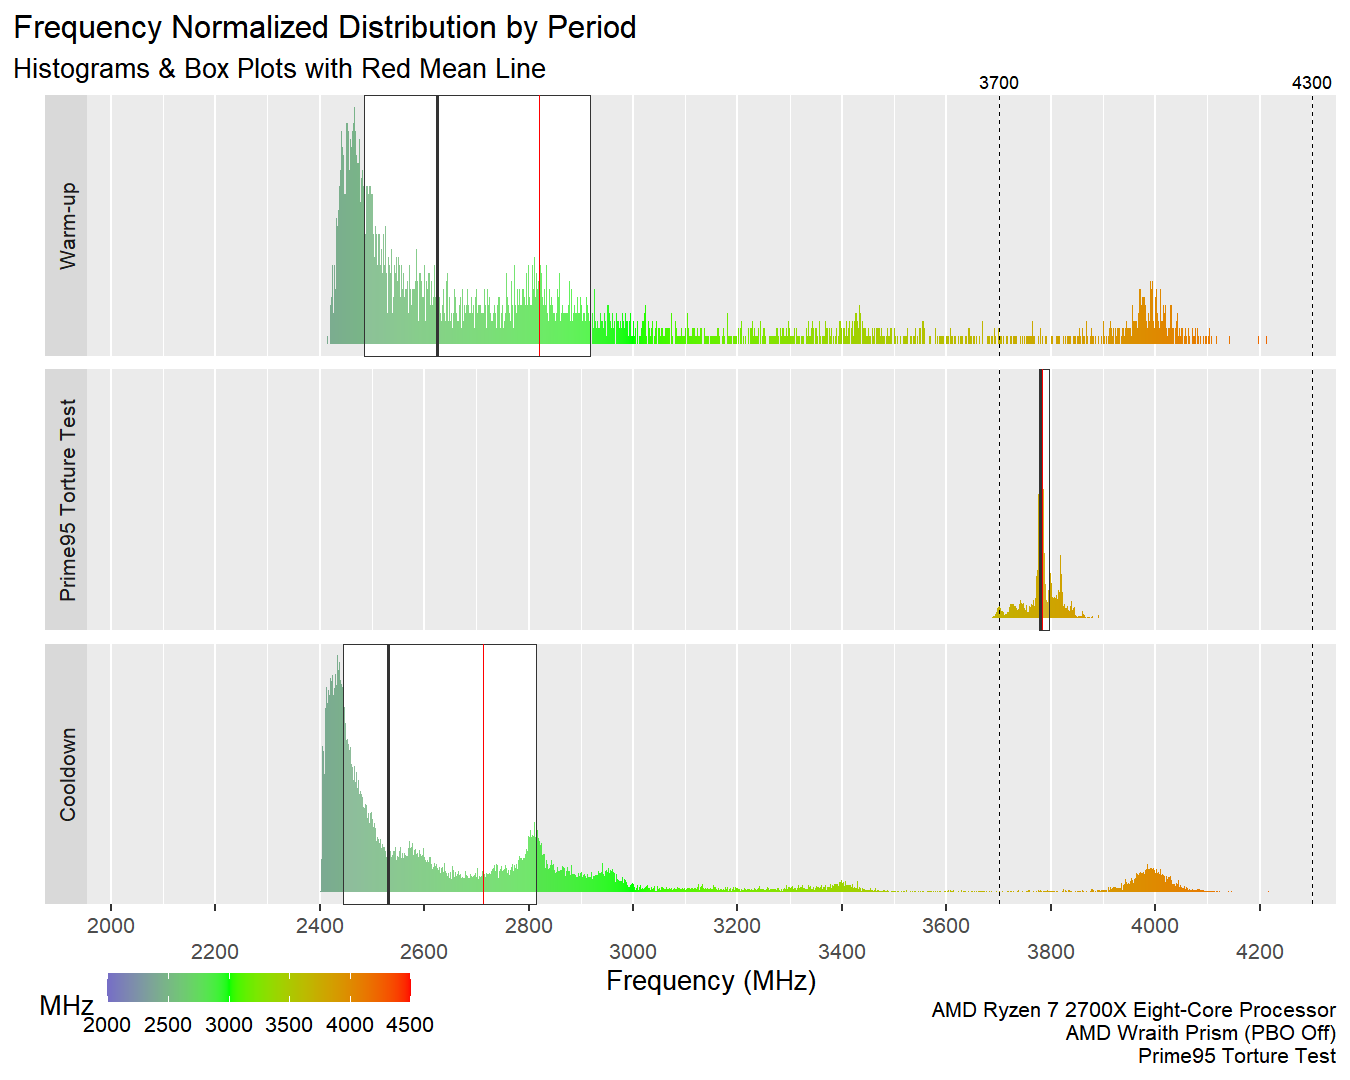 Frequency Normalized Distribution by Period
Histograms & Box Plots with Red Mean Line
3700
4300
Warm-up
Prime95 Torture Test
Cooldown
2000
2400
2800
3200
3600
4000
2200
2600
3000
3400
3800
4200
Frequency (MHz)
MHz
2000 2500 3000 3500 4000 4500
AMD Ryzen 7 2700X Eight-Core Processor
AMD Wraith Prism (PBO Off)
Prime95 Torture Test